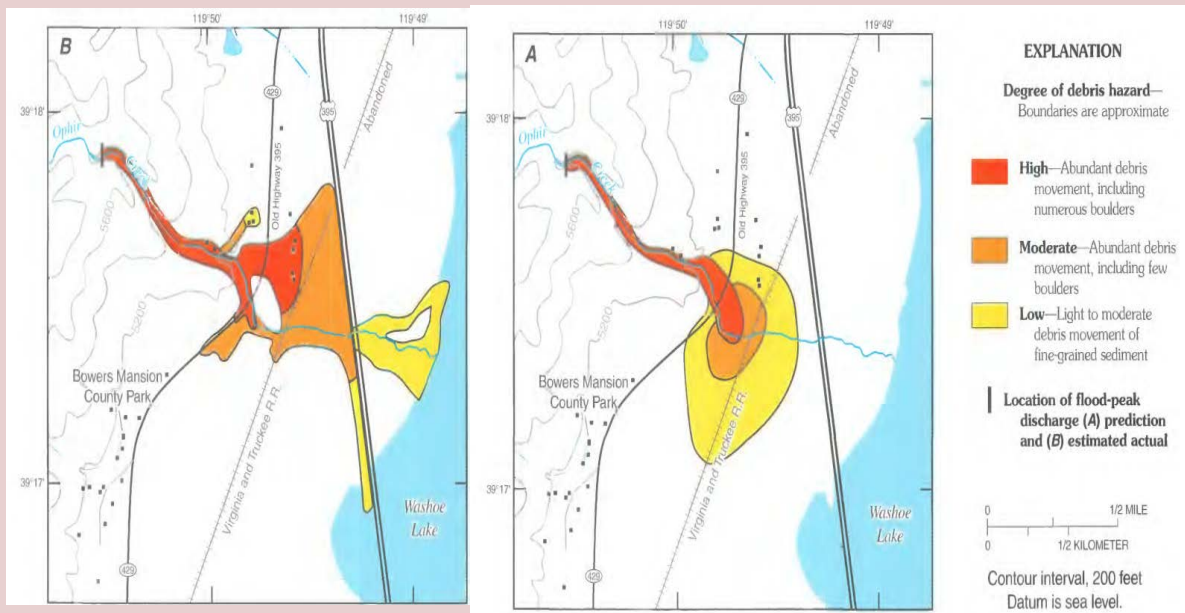 119°50'
119°49'
B
429
395
Abandoned
39°18'
Ophir
Creek
Old Highway 395
5600
5200
Bowers Mansion
County Park
Virginia and Truckee R.R.
39°17'
Washoe
Lake
429
119°50'
119°49'
A
429
395
Abandoned
39°18'
Ophir
Creek
Old Highway 395
5600
5200
Bowers Mansion
County Park
Virginia and Truckee R.R.
39°17'
Washoe
Lake
429
EXPLANATION
Degree of debris hazard—
Boundaries are approximate
High—Abundant debris
movement, including
numerous boulders
Moderate—Abundant debris
movement, including few
boulders
Low—Light to moderate
debris movement of
fine-grained sediment
Location of flood-peak
discharge (A) prediction
and (B) estimated actual
0 1/2 MILE
0 1/2 KILOMETER
Contour interval, 200 feet
Datum is sea level.